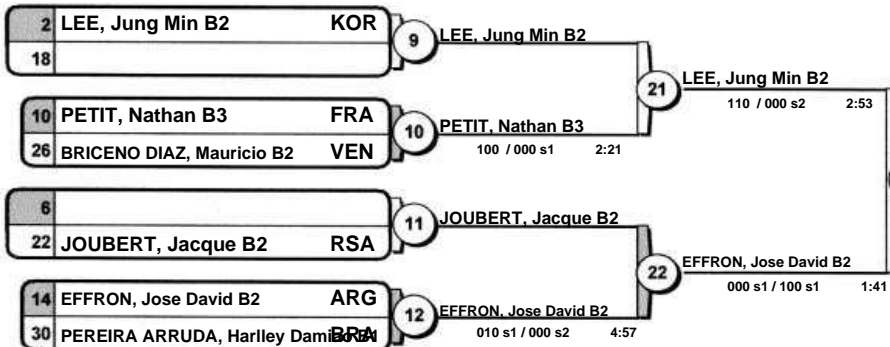 2 LEE, Jung Min B2 KOR
18
9 LEE, Jung Min B2
10 PETIT, Nathan B3 FRA
26 BRICENO DIAZ, Mauricio B2 VEN
10 PETIT, Nathan B3
100 / 000 s1 2:21
21 LEE, Jung Min B2
110 / 000 s2 2:53
6
22 JOUBERT, Jacque B2 RSA
11 JOUBERT, Jacque B2
14 EFFRON, Jose David B2 ARG
30 PEREIRA ARRUDA, Harlley Damiao B1 BRA
12 EFFRON, Jose David B2
010 s1 / 000 s2 4:57
22 EFFRON, Jose David B2
000 s1 / 100 s1 1:41